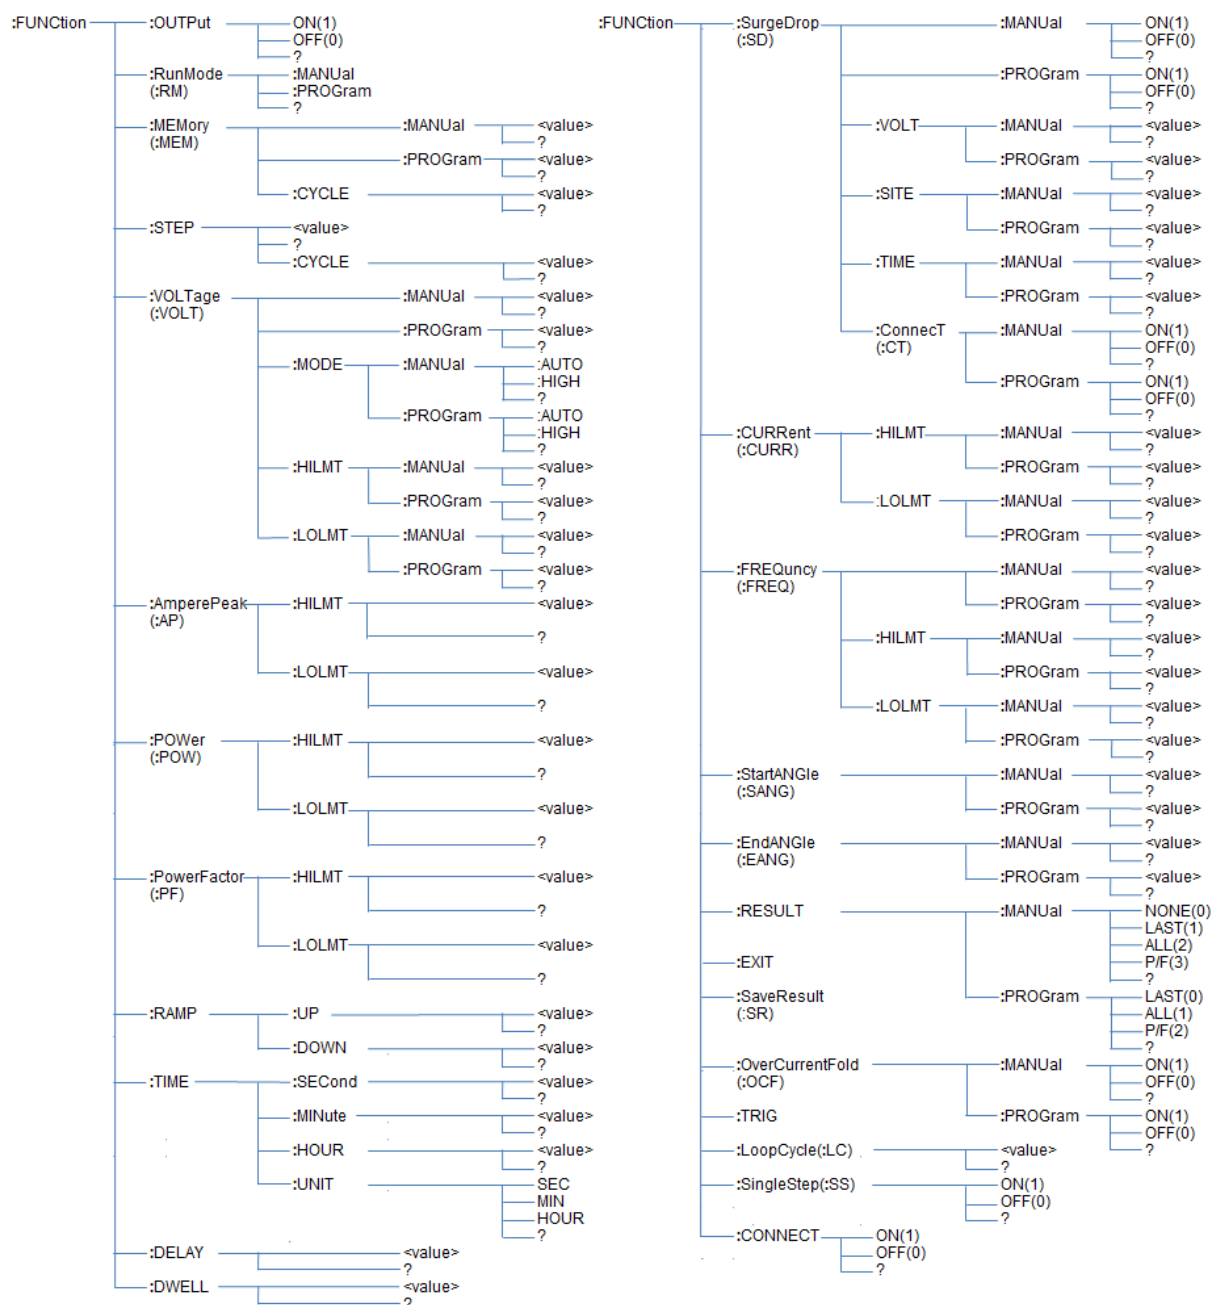 :FUNCtion :OUTPut ON(1)
OFF(0)
?
:RunMode :MANUal
(:RM) :PROGram
?
:MEMory :MANUal <value>
(:MEM) ?
:PROGram <value>
?
:CYCLE <value>
?
:STEP <value>
?
:CYCLE <value>
?
:VOLTage :MANUal <value>
(:VOLT) ?
:PROGram <value>
?
:MODE :MANUal :AUTO
:HIGH
?
:PROGram :AUTO
:HIGH
?
:HILMT :MANUal <value>
?
:PROGram <value>
?
:LOLMT :MANUal <value>
?
:PROGram <value>
?
:AmperePeak :HILMT <value>
(:AP)
?
:LOLMT <value>
?
:POWer :HILMT <value>
(:POW)
?
:LOLMT <value>
?
:PowerFactor :HILMT <value>
(:PF)
?
:LOLMT <value>
?
:RAMP :UP <value>
?
:DOWN <value>
?
:TIME :SECond <value>
?
:MINute <value>
?
:HOUR <value>
?
:UNIT SEC
MIN
HOUR
?
:DELAY <value>
?
:DWELL <value>
?
:FUNCtion :SurgeDrop :MANUal ON(1)
(:SD) OFF(0)
?
:PROGram ON(1)
OFF(0)
?
:VOLT :MANUal <value>
?
:PROGram <value>
?
:SITE :MANUal <value>
?
:PROGram <value>
?
:TIME :MANUal <value>
?
:PROGram <value>
?
:ConnecT :MANUal ON(1)
(:CT) OFF(0)
?
:PROGram ON(1)
OFF(0)
?
:CURRent :HILMT :MANUal <value>
(:CURR) ?
:PROGram <value>
?
:LOLMT :MANUal <value>
?
:PROGram <value>
?
:FREQuncy :MANUal <value>
(:FREQ) ?
:PROGram <value>
?
:HILMT :MANUal <value>
?
:PROGram <value>
?
:LOLMT :MANUal <value>
?
:PROGram <value>
?
:StartANGle :MANUal <value>
(:SANG) ?
:PROGram <value>
?
:EndANGle :MANUal <value>
(:EANG) ?
:PROGram <value>
?
:RESULT :MANUal NONE(0)
LAST(1)
ALL(2)
:EXIT P/F(3)
?
:SaveResult :PROGram LAST(0)
(:SR) ALL(1)
P/F(2)
?
:OverCurrentFold :MANUal ON(1)
(:OCF) OFF(0)
?
:TRIG :PROGram ON(1)
OFF(0)
?
:LoopCycle(:LC) <value>
?
:SingleStep(:SS) ON(1)
OFF(0)
?
:CONNECT ON(1)
OFF(0)
?